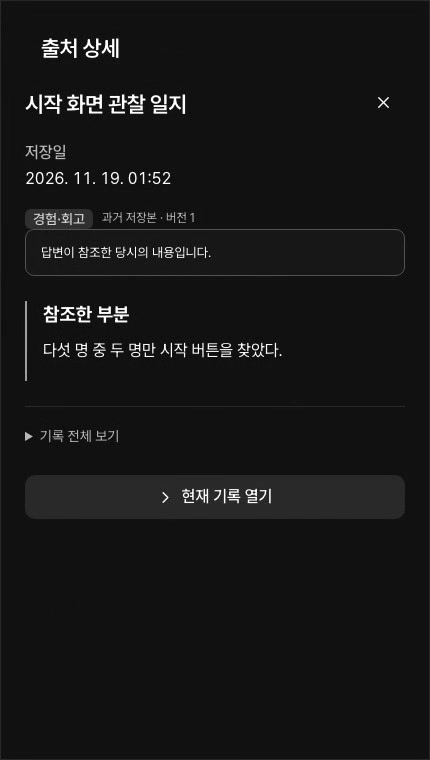 출처 상세
시작 화면 관찰 일지
저장일
2026. 11. 19. 01:52
경험·회고 과거 저장본 · 버전 1
답변이 참조한 당시의 내용입니다.
참조한 부분
다섯 명 중 두 명만 시작 버튼을 찾았다.
기록 전체 보기
현재 기록 열기